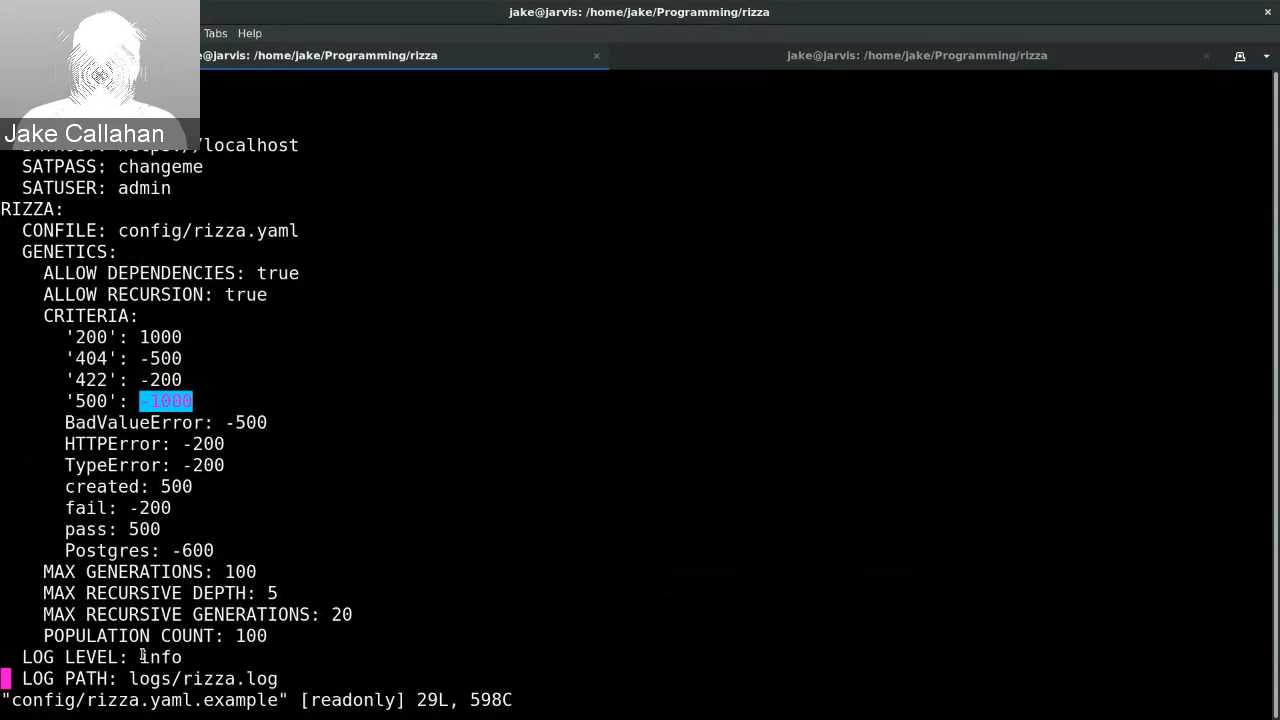 jake@jarvis: /home/jake/Programming/rizza
Tabs Help
e@jarvis: /home/jake/Programming/rizza
jake@jarvis: /home/jake/Programming/rizza
Jake Callahan
//localhost
SATPASS: changeme
SATUSER: admin
RIZZA:
CONFILE: config/rizza.yaml
GENETICS:
ALLOW DEPENDENCIES: true
ALLOW RECURSION: true
CRITERIA:
'200': 1000
'404': -500
'422': -200
'500': -1000
BadValueError: -500
HTTPError: -200
TypeError: -200
created: 500
fail: -200
pass: 500
Postgres: -600
MAX GENERATIONS: 100
MAX RECURSIVE DEPTH: 5
MAX RECURSIVE GENERATIONS: 20
POPULATION COUNT: 100
LOG LEVEL: info
LOG PATH: logs/rizza.log
"config/rizza.yaml.example" [readonly] 29L, 598C